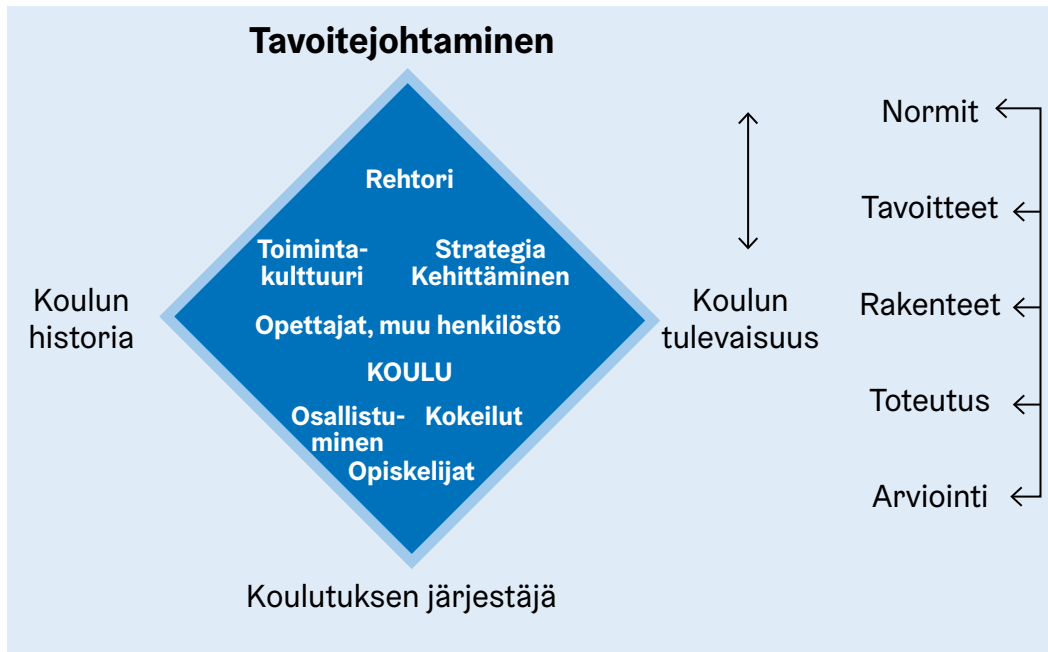 Tavoitejohtaminen
Rehtori
Toiminta-
kulttuuri
Strategia
Kehittäminen
Opettajat, muu henkilöstö
KOULU
Osallistu-
minen
Kokeilut
Opiskelijat
Koulun
historia
Koulun
tulevaisuus
Koulutuksen järjestäjä
Normit
Tavoitteet
Rakenteet
Toteutus
Arviointi